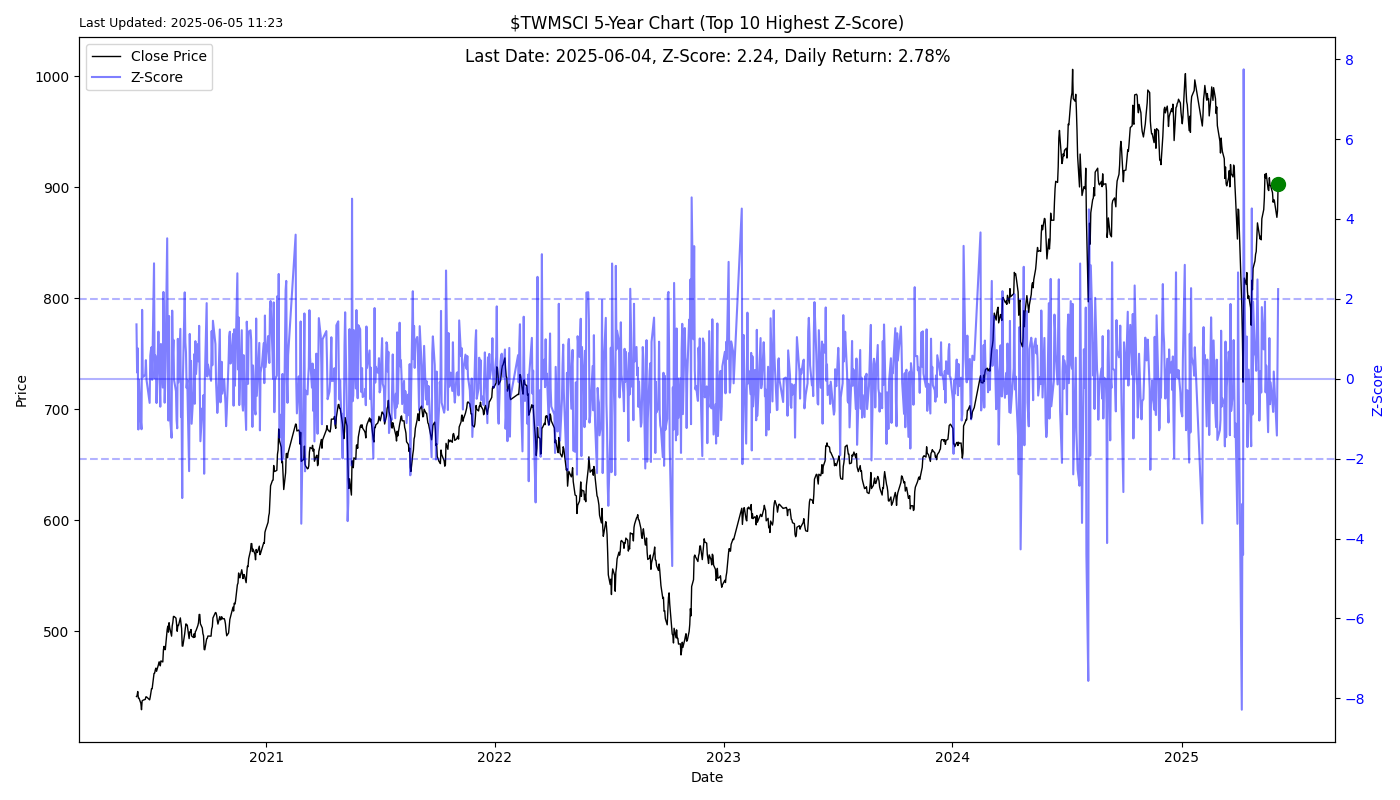 Last Updated: 2025-06-05 11:23
$TWMSCI 5-Year Chart (Top 10 Highest Z-Score)
Last Date: 2025-06-04, Z-Score: 2.24, Daily Return: 2.78%
Close Price
Z-Score
1000
900
800
700
600
500
Price
8
6
4
2
0
−2
−4
−6
−8
Z-Score
2021
2022
2023
2024
2025
Date